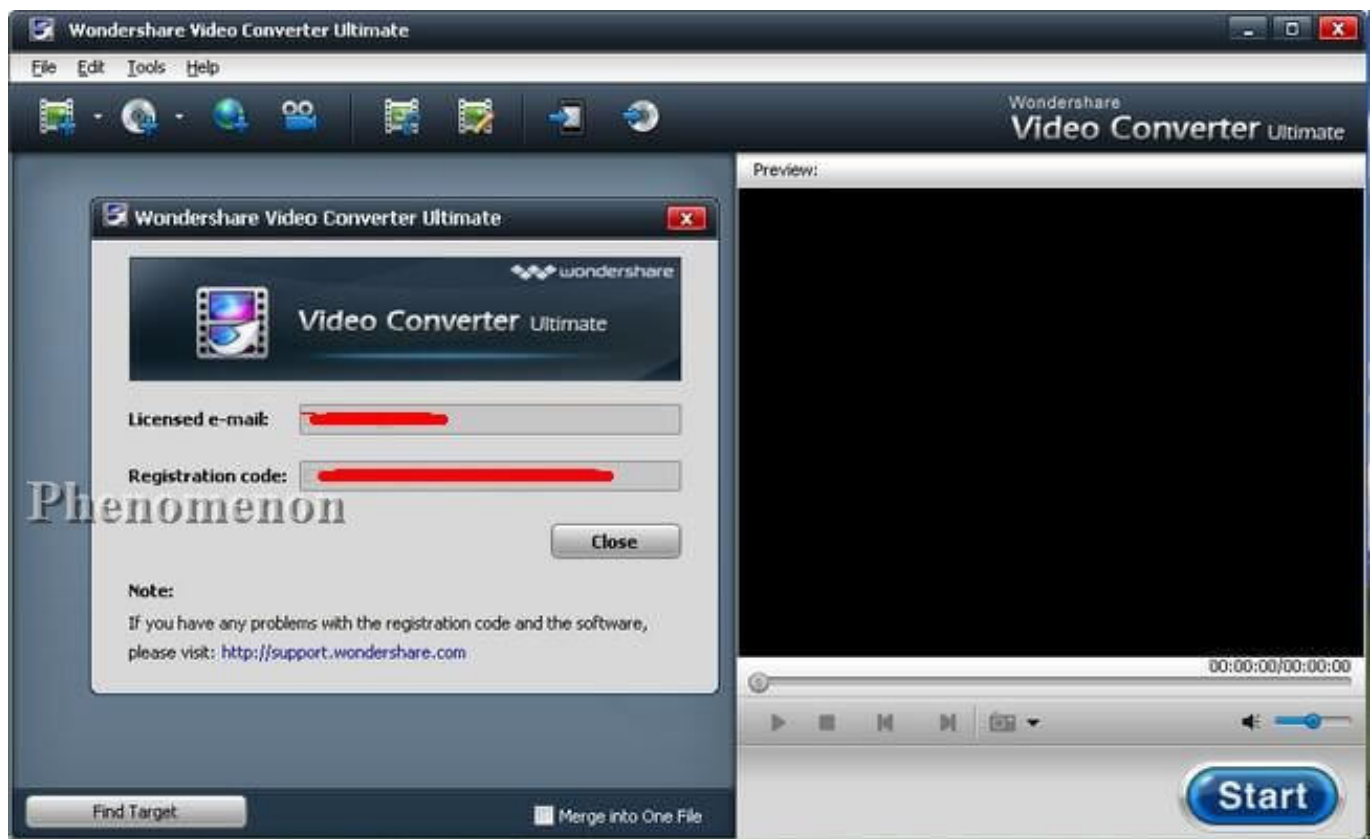 Wondershare Video Converter Ultimate
File Edit Tools Help
Wondershare
Video Converter Ultimate
Preview:
Wondershare Video Converter Ultimate
wondershare
Video Converter Ultimate
Licensed e-mail:
Registration code:
Phenomenon
Close
Note:
If you have any problems with the registration code and the software,
please visit: http://support.wondershare.com
00:00:00/00:00:00
Find Target
Merge into One File
Start